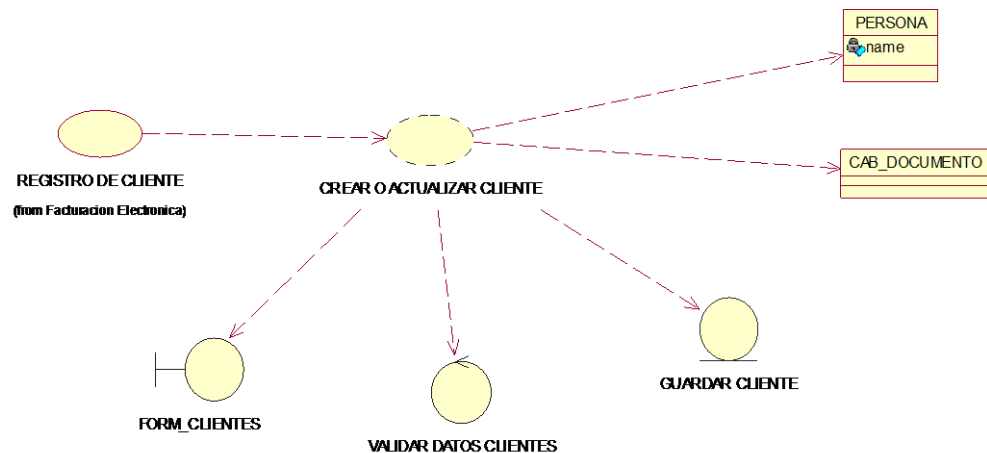 PERSONA
name
CAB_DOCUMENTO
REGISTRO DE CLIENTE
(from Facturacion Electronica)
CREAR O ACTUALIZAR CLIENTE
FORM_CLIENTES
VALIDAR DATOS CLIENTES
GUARDAR CLIENTE